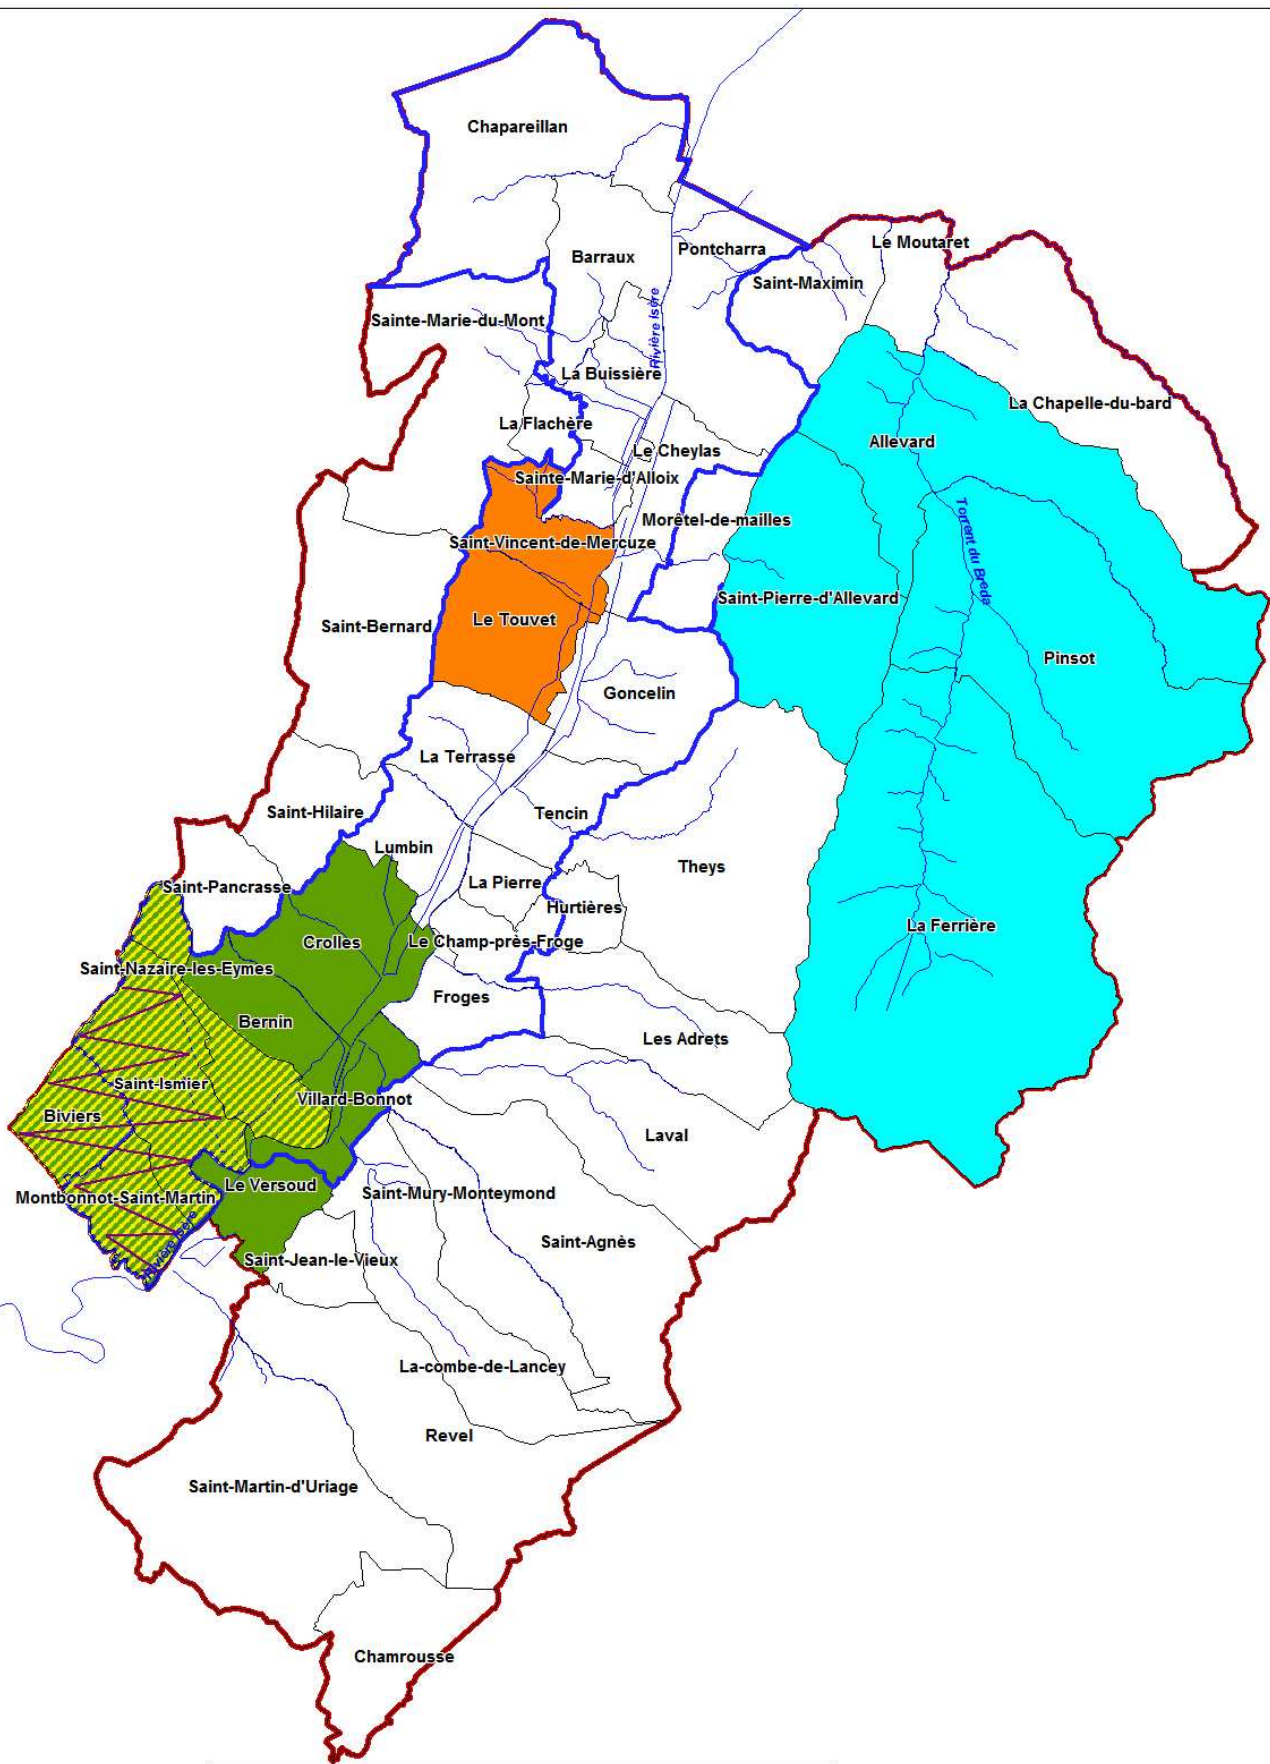 Chapareillan
Le Moutaret
Pontcharra
Barraux
Saint-Maximin
Sainte-Marie-du-Mont
Rivière Isère
La Buissière
La Chapelle-du-bard
La Flachère
Allevard
Le Cheylas
Sainte-Marie-d'Alloix
Morêtel-de-mailles
Saint-Vincent-de-Mercuze
Torrent du Breda
Saint-Pierre-d'Allevard
Le Touvet
Saint-Bernard
Pinsot
Goncelin
La Terrasse
Saint-Hilaire
Tencin
Lumbin
Theys
La Pierre
Saint-Pancrasse
Hurtières
La Ferrière
Crolles
Le Champ-près-Froge
Saint-Nazaire-les-Eymes
Froges
Bernin
Les Adrets
Saint-Ismier
Villard-Bonnot
Biviers
Laval
Le Versoud
Saint-Mury-Monteymond
Montbonnot-Saint-Martin
Rivière Isère
Saint-Agnès
Saint-Jean-le-Vieux
La-combe-de-Lancey
Revel
Saint-Martin-d'Uriage
Chamrousse